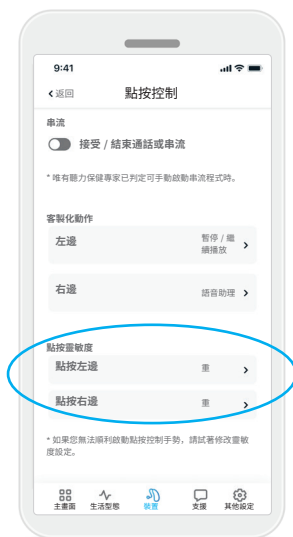 9:41
返回
點按控制
串流
接受 / 結束通話或串流
* 唯有聽力保健專家已判定可手動啟動串流程式時。
客製化動作
左邊
暫停 / 繼
續播放
右邊
語音助理
點按靈敏度
點按左邊
重
點按右邊
重
* 如果您無法順利啟動點按控制手勢，請試著修改靈敏
度設定。
主畫面
生活型態
裝置
支援
其他設定